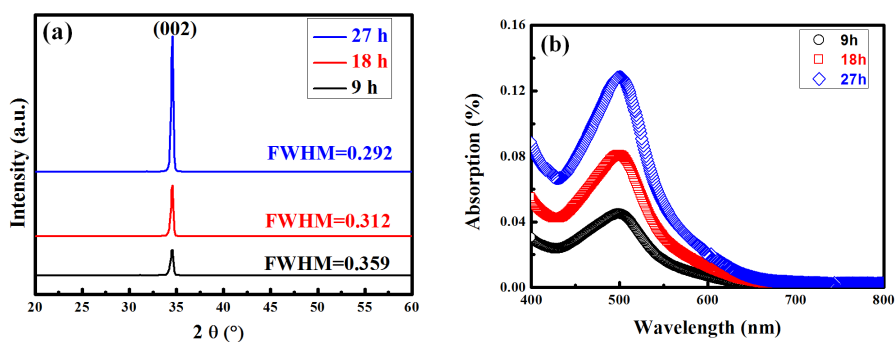 (a)
(002)
27 h
18 h
9 h
FWHM=0.292
FWHM=0.312
FWHM=0.359
Intensity (a.u.)
20 25 30 35 40 45 50 55 60
2 θ (°)
(b)
9h
18h
27h
0.16
0.12
0.08
0.04
0.00
Absorption (%)
400 500 600 700 800
Wavelength (nm)